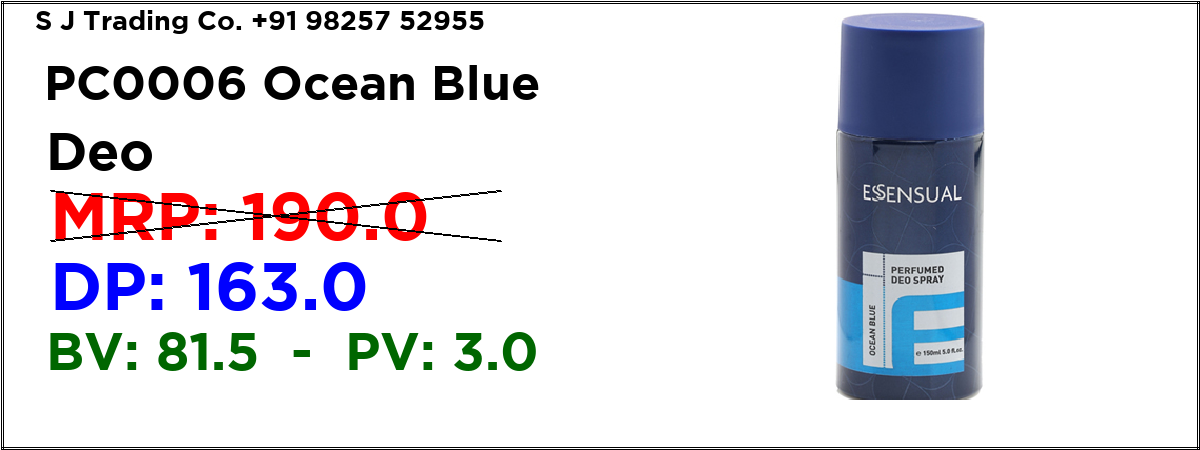 S J Trading Co. +91 98257 52955
PC0006 Ocean Blue
Deo
MRP: 190.0
DP: 163.0
BV: 81.5 - PV: 3.0
ESSENSUAL
PERFUMED
DEO SPRAY
OCEAN BLUE
℮ 150ml 5.0 fl.oz.